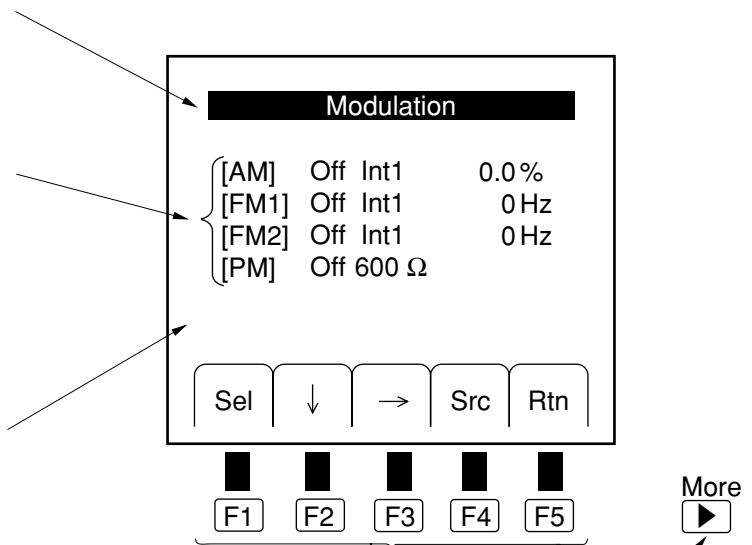 Modulation
[AM] Off Int1 0.0 %
[FM1] Off Int1 0 Hz
[FM2] Off Int1 0 Hz
[PM] Off 600 Ω
Sel ↓ → Src Rtn
More
F1 F2 F3 F4 F5